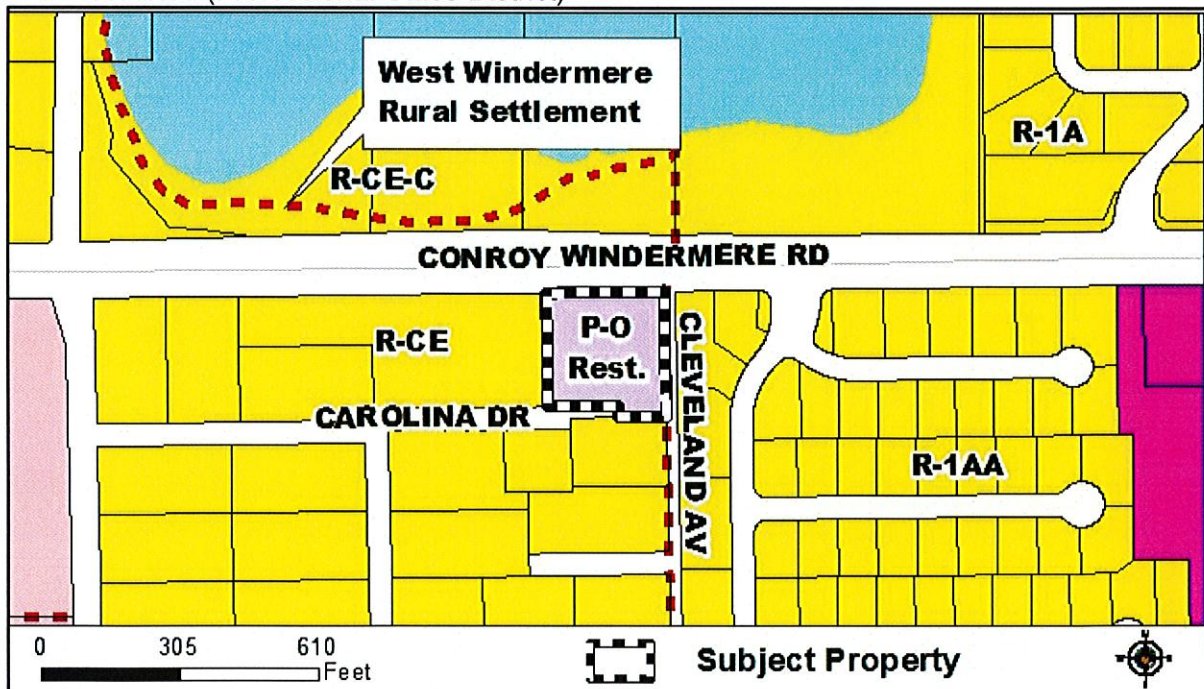 West Windermere
Rural Settlement
R-1A
R-CE-C
CONROY WINDERMERE RD
P-O
Rest.
R-CE
CLEVELAND AV
CAROLINA DR
R-1AA
0 305 610
Feet
Subject Property
N